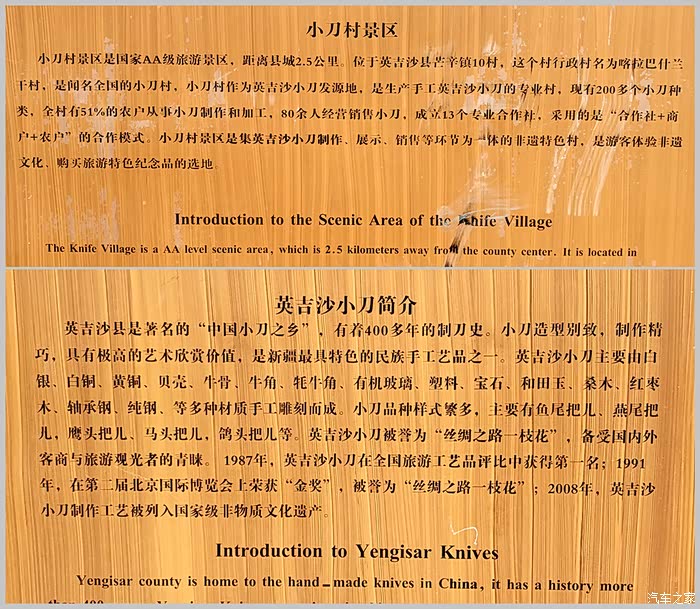 小刀村景区
小刀村景区是国家AA级旅游景区，距离县城2.5公里。位于英吉沙县芒辛镇10村，这个村行政村名为喀拉巴什兰
干村，是闻名全国的小刀村，小刀村作为英吉沙小刀发源地，是生产手工英吉沙小刀的专业村，现有200多个小刀种
类，全村有51%的农户从事小刀制作和加工，80余人经营销售小刀，成立13个专业合作社，采用的是“合作社+商
户+农户”的合作模式。小刀村景区是集英吉沙小刀制作、展示、销售等环节为一体的非遗特色村，是游客体验非遗
文化、购买旅游特色纪念品的选地。
Introduction to the Scenic Area of the Knife Village
The Knife Village is a AA level scenic area, which is 2.5 kilometers away from the county center. It is located in
英吉沙小刀简介
英吉沙县是著名的“中国小刀之乡”，有着400多年的制刀史。小刀造型别致，制作精
巧，具有极高的艺术欣赏价值，是新疆最具特色的民族手工艺品之一。英吉沙小刀主要由白
银、白铜、黄铜、贝壳、牛骨、牛角、牦牛角、有机玻璃、塑料、宝石、和田玉、桑木、红枣
木、轴承钢、纯钢、等多种材质手工雕刻而成。小刀品种样式繁多，主要有鱼尾把儿、燕尾把
儿，鹰头把儿、马头把儿，鸽头把儿等。英吉沙小刀被誉为“丝绸之路一枝花”，备受国内外
客商与旅游观光者的青睐。1987年，英吉沙小刀在全国旅游工艺品评比中获得第一名；1991
年，在第二届北京国际博览会上荣获“金奖”，被誉为“丝绸之路一枝花”；2008年，英吉沙
小刀制作工艺被列入国家级非物质文化遗产。
Introduction to Yengisar Knives
Yengisar county is home to the hand-made knives in China, it has a history more
than 400
汽车之家